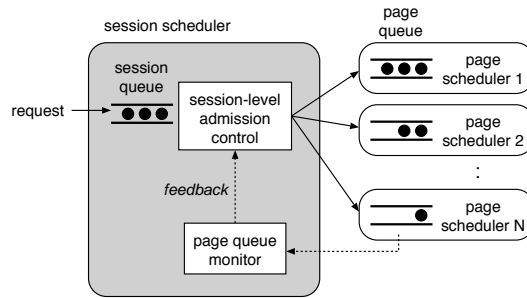 session scheduler
page
queue
session
queue
request
session-level
admission
control
page
scheduler 1
page
scheduler 2
:
page
scheduler N
feedback
page queue
monitor